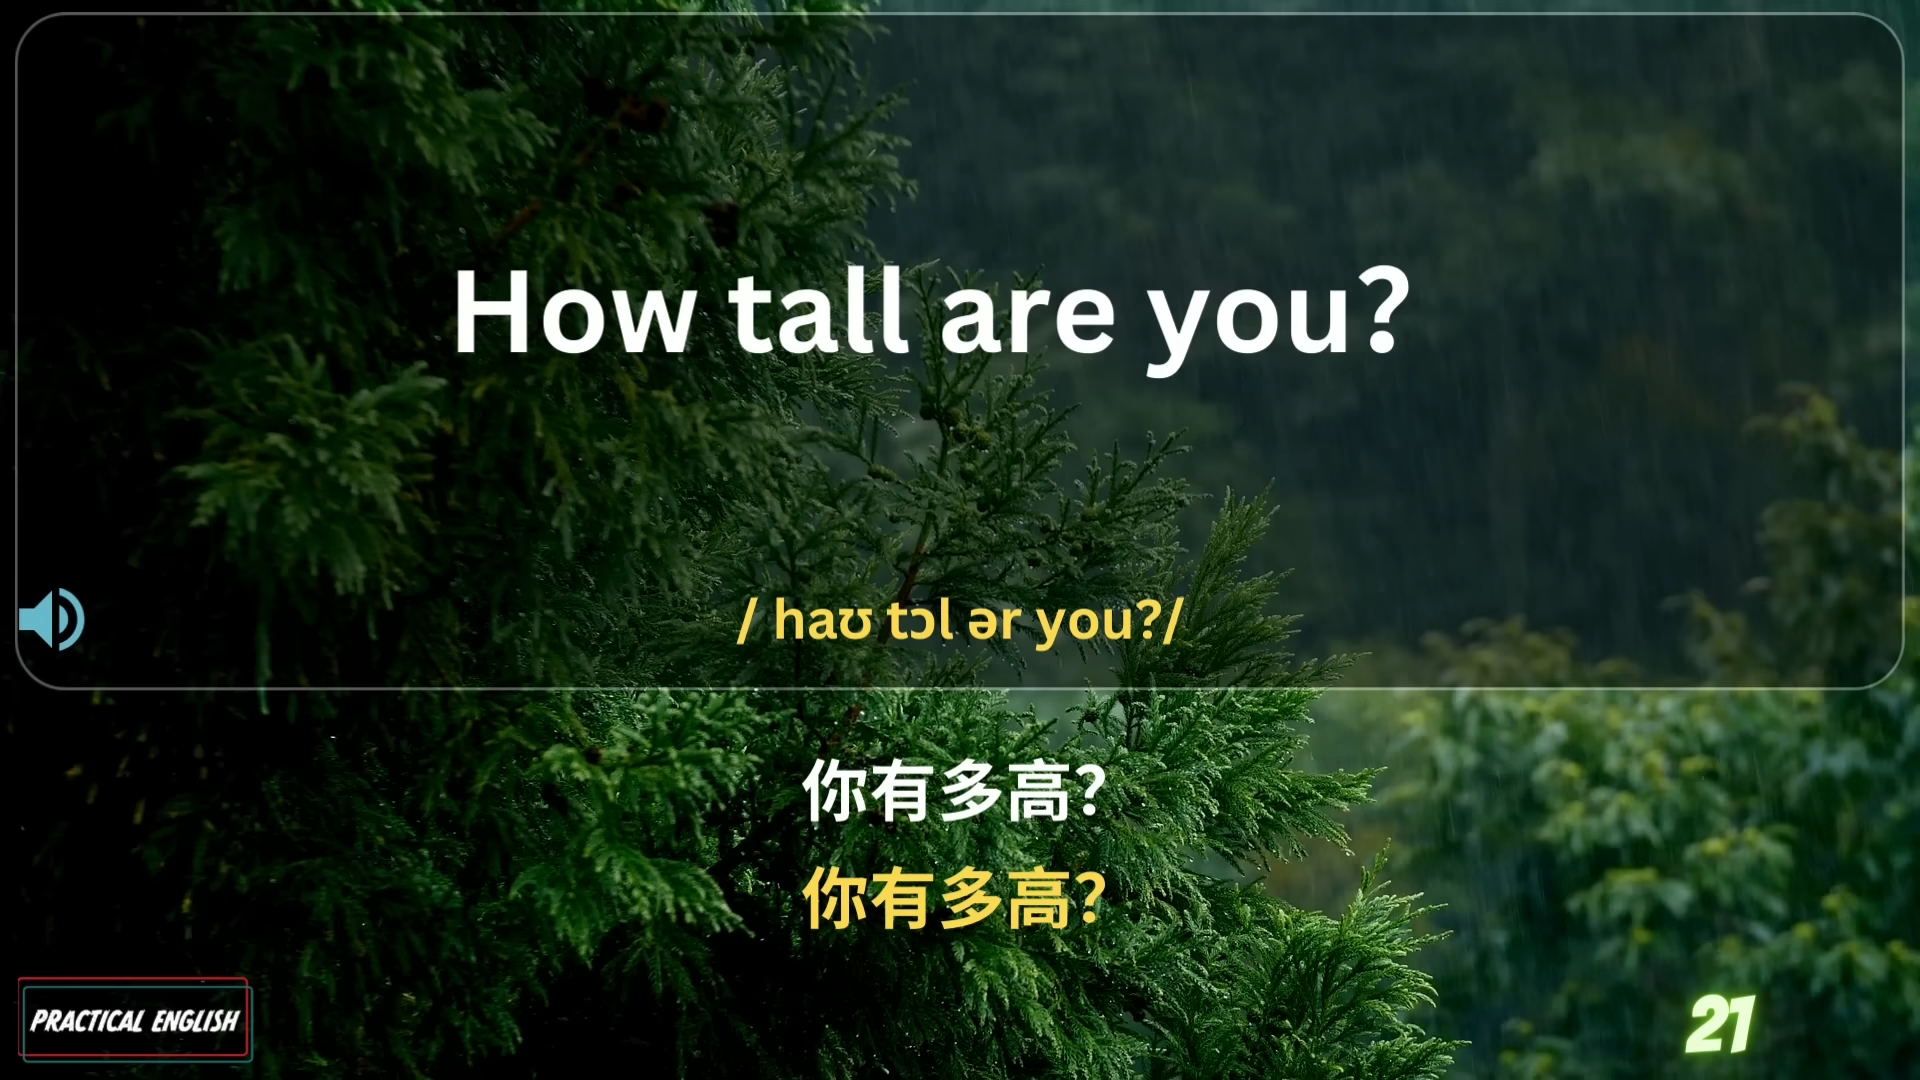 How tall are you?
/ haʊ tɔl ər you?/
你有多高？
你有多高？
PRACTICAL ENGLISH
21